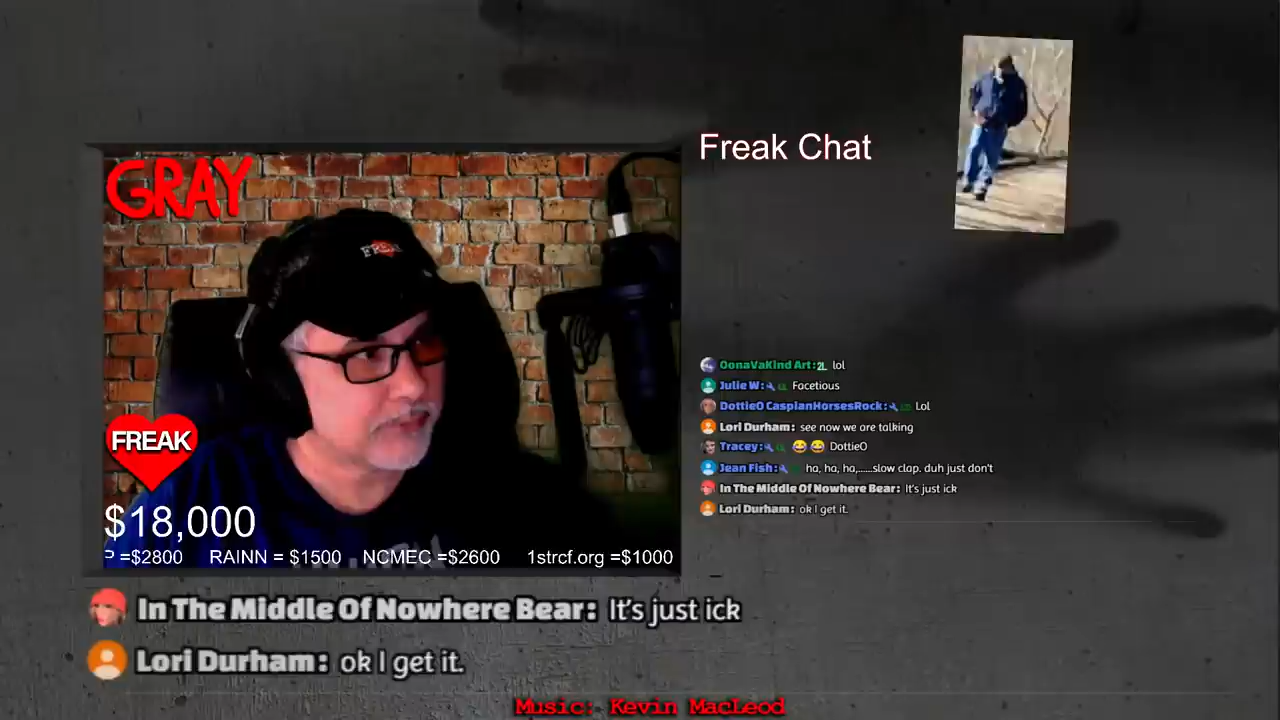 GRAY
Freak Chat
FREAK
$18,000
P =$2800 RAINN = $1500 NCMEC =$2600 1strcf.org =$1000
OonaVaKind Art: 2L lol
Julie W: Facetious
DottieO CaspianHorsesRock: Lol
Lori Durham: see now we are talking
Tracey: 😂 😂 DottieO
Jean Fish: ha, ha, ha,......slow clap. duh just don't
In The Middle Of Nowhere Bear: It's just ick
Lori Durham: ok I get it.
In The Middle Of Nowhere Bear: It's just ick
Lori Durham: ok I get it.
Music: Kevin MacLeod